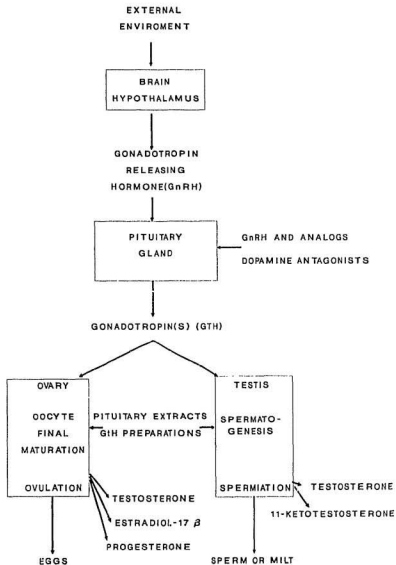 EXTERNAL
ENVIROMENT
BRAIN
HYPOTHALAMUS
GONADOTROPIN
RELEASING
HORMONE(GnRH)
PITUITARY
GLAND
GnRH AND ANALOGS
DOPAMINE ANTAGONISTS
GONADOTROPIN(S) (GTH)
OVARY
OOCYTE
FINAL
MATURATION
OVULATION
PITUITARY EXTRACTS
GtH PREPARATIONS
TESTIS
SPERMATO-
GENESIS
SPERMIATION
TESTOSTERONE
ESTRADIOL-17 β
PROGESTERONE
TESTOSTERONE
11-KETOTESTOSTERONE
EGGS
SPERM OR MILT